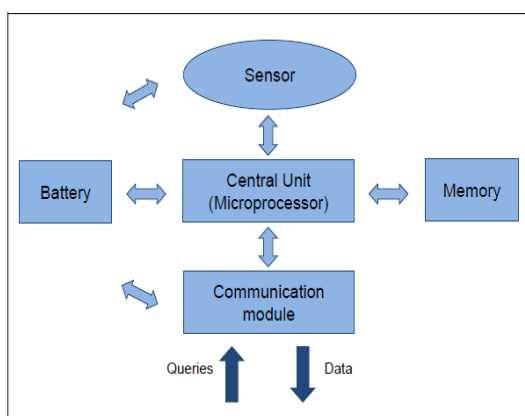 Sensor
Battery
Central Unit
(Microprocessor)
Memory
Communication
module
Queries
Data